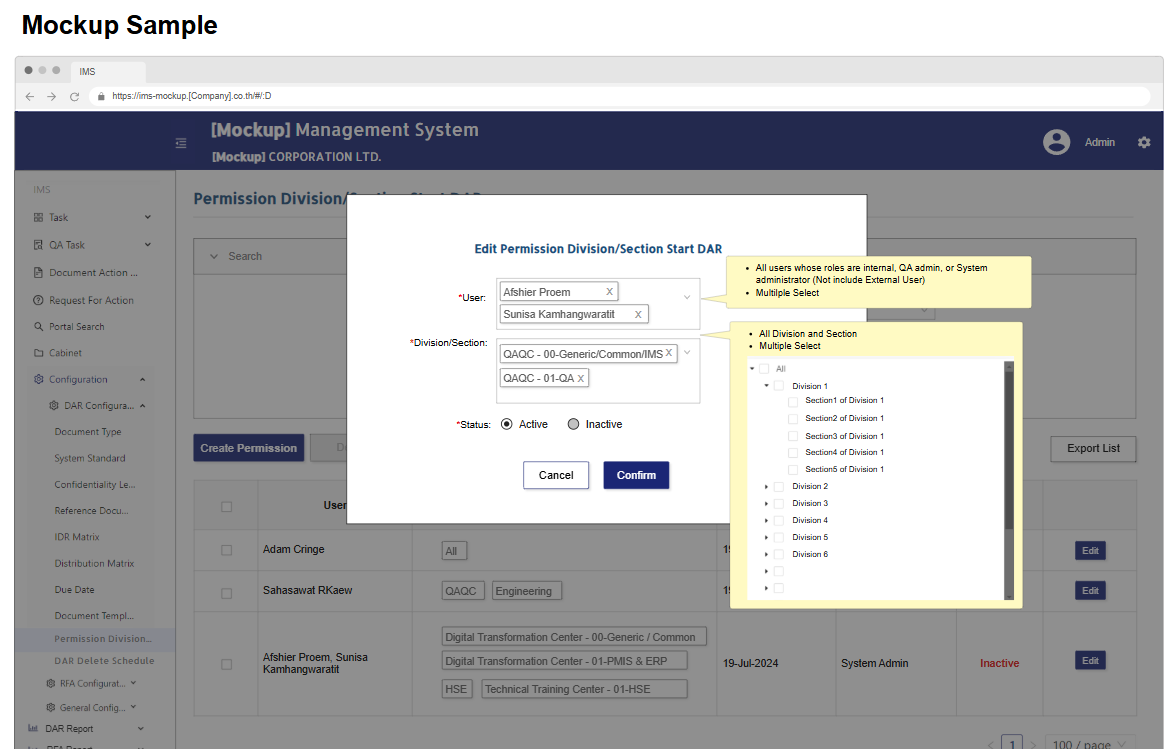 Mockup Sample
IMS
https://ims-mockup.[Company].co.th/#/:D
[Mockup] Management System
[Mockup] CORPORATION LTD.
Admin
IMS
Task
QA Task
Document Action ...
Request For Action
Portal Search
Cabinet
Configuration
DAR Configura...
Document Type
System Standard
Confidentiality Le...
Reference Docu...
IDR Matrix
Distribution Matrix
Due Date
Document Templ...
Permission Division...
DAR Delete Schedule
RFA Configurat...
General Config...
DAR Report
RFA Report
Permission Division/Section Start DAR
Search
Edit Permission Division/Section Start DAR
*User:
Afshier Proem X
Sunisa Kamhangwaratit X
*Division/Section:
QAQC - 00-Generic/Common/IMS X
QAQC - 01-QA X
*Status:
Active
Inactive
Cancel
Confirm
• All users whose roles are internal, QA admin, or System
administrator (Not include External User)
• Multilple Select
• All Division and Section
• Multiple Select
All
Division 1
Section1 of Division 1
Section2 of Division 1
Section3 of Division 1
Section4 of Division 1
Section5 of Division 1
Division 2
Division 3
Division 4
Division 5
Division 6
Create Permission
Export List
User
Adam Cringe
All
Edit
Sahasawat RKaew
QAQC
Engineering
Edit
Afshier Proem, Sunisa
Kamhangwaratit
Digital Transformation Center - 00-Generic / Common
Digital Transformation Center - 01-PMIS & ERP
HSE
Technical Training Center - 01-HSE
19-Jul-2024
System Admin
Inactive
Edit
< 1 >
100 / page